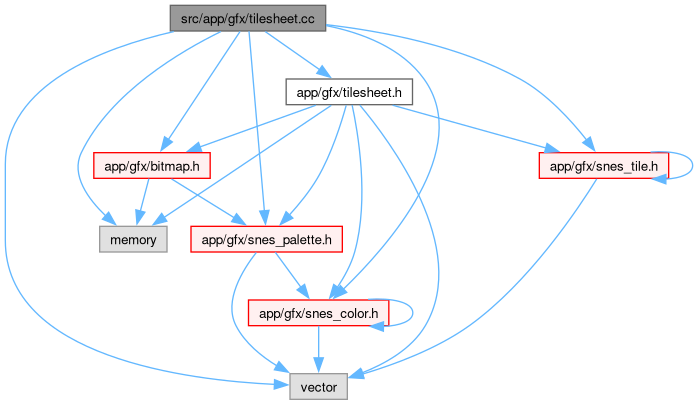 src/app/gfx/tilesheet.cc
app/gfx/tilesheet.h
app/gfx/bitmap.h
app/gfx/snes_tile.h
memory
app/gfx/snes_palette.h
app/gfx/snes_color.h
vector